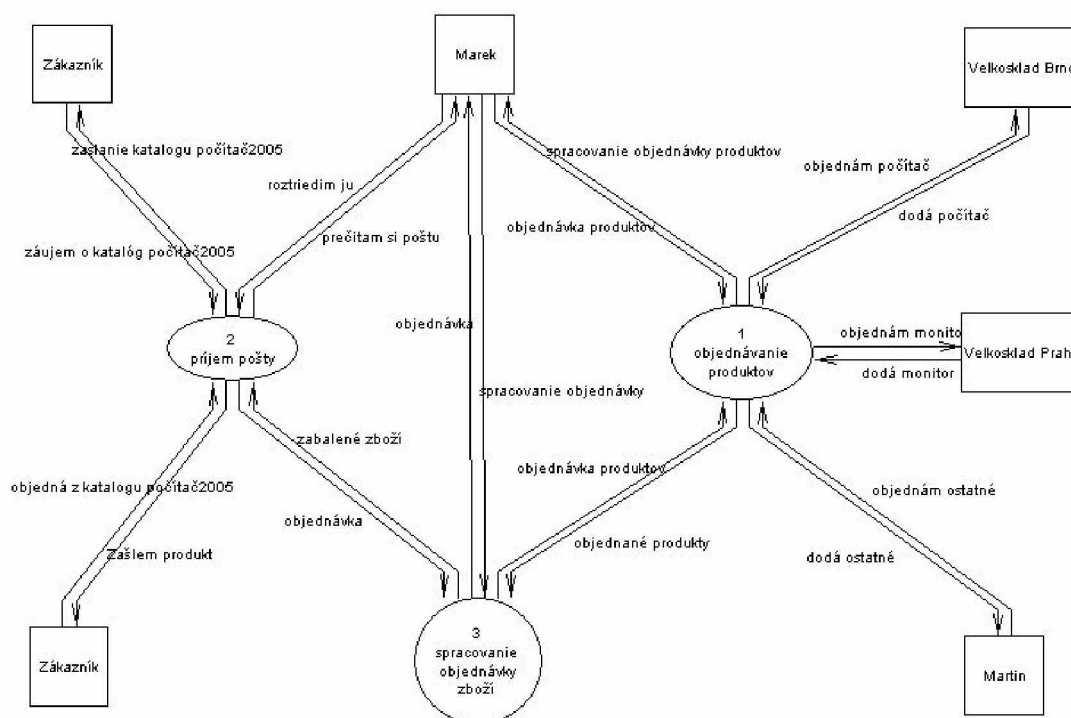 Zákazník
Marek
Velkosklad Brno
zaslanie katalogu počítač2005
spracovanie objednávky produktov
objednám počítač
roztriedim ju
dodá počítač
prečitam si poštu
objednávka produktov
záujem o katalóg počítač2005
objednávka
2
príjem pošty
1
objednávanie
produktov
objednám monito
Velkosklad Prah
dodá monitor
spracovanie objednávky
zabalené zboží
objednávka produktov
objedná z katalogu počítač2005
objednám ostatné
objednávka
objednané produkty
Zašlem produkt
dodá ostatné
3
spracovanie
objednávky
zboží
Zákazník
Martin